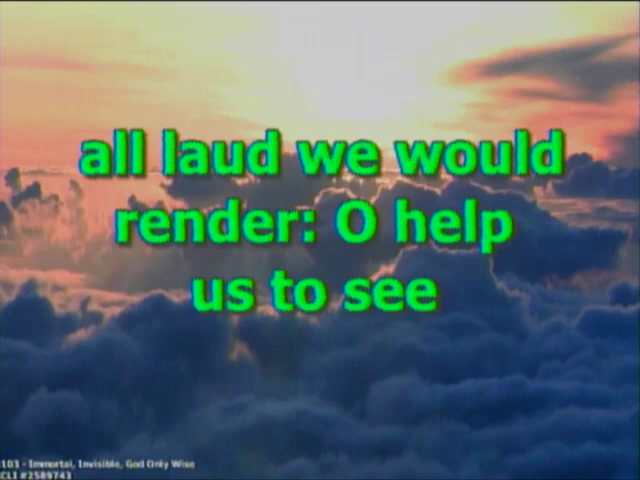 all laud we would
render: O help
us to see
103 - Immortal, Invisible, God Only Wise
CLI #2589743